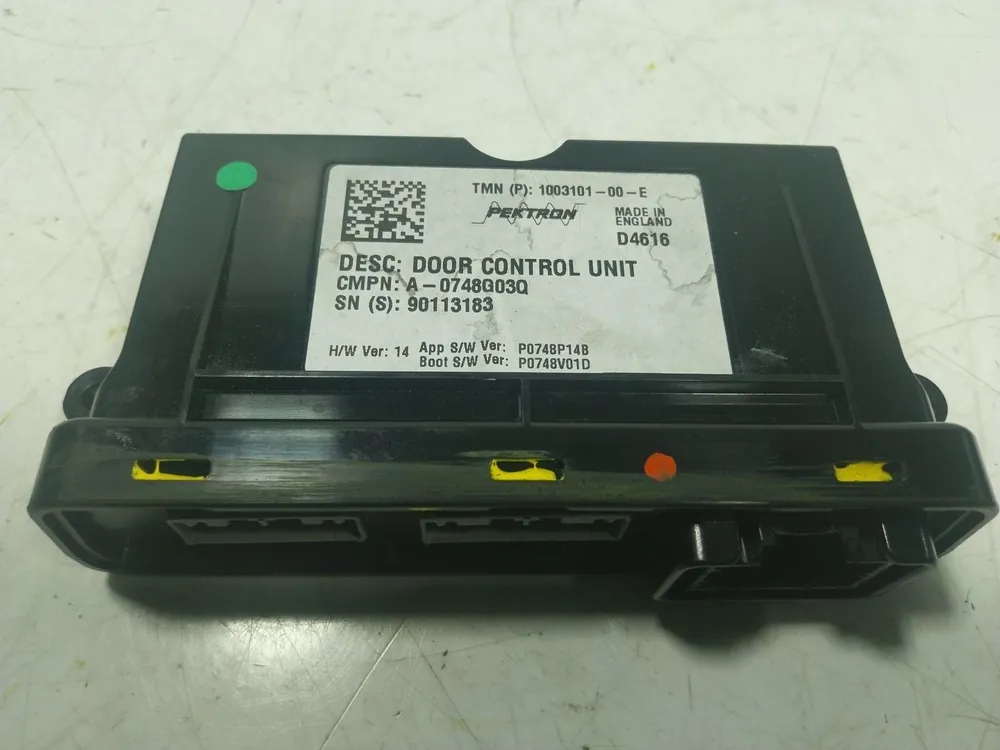 TMN (P): 1003101-00-E
PEKTRON
MADE IN
ENGLAND
D4616
DESC: DOOR CONTROL UNIT
CMPN: A-0748G03Q
SN (S): 90113183
H/W Ver: 14 App S/W Ver: P0748P14B
Boot S/W Ver: P0748V01D